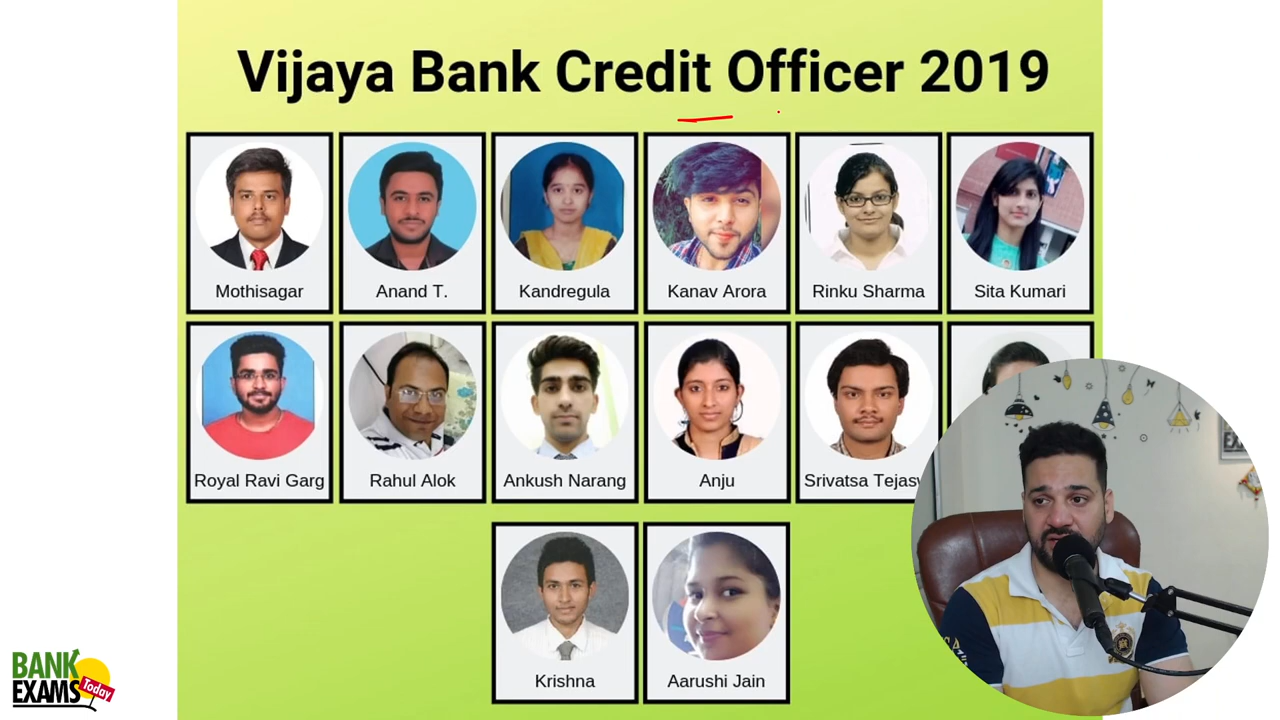 Vijaya Bank Credit Officer 2019
Mothisagar
Anand T.
Kandregula
Kanav Arora
Rinku Sharma
Sita Kumari
Royal Ravi Garg
Rahul Alok
Ankush Narang
Anju
Srivatsa
Krishna
Aarushi Jain
BANK
EXAMS
Today